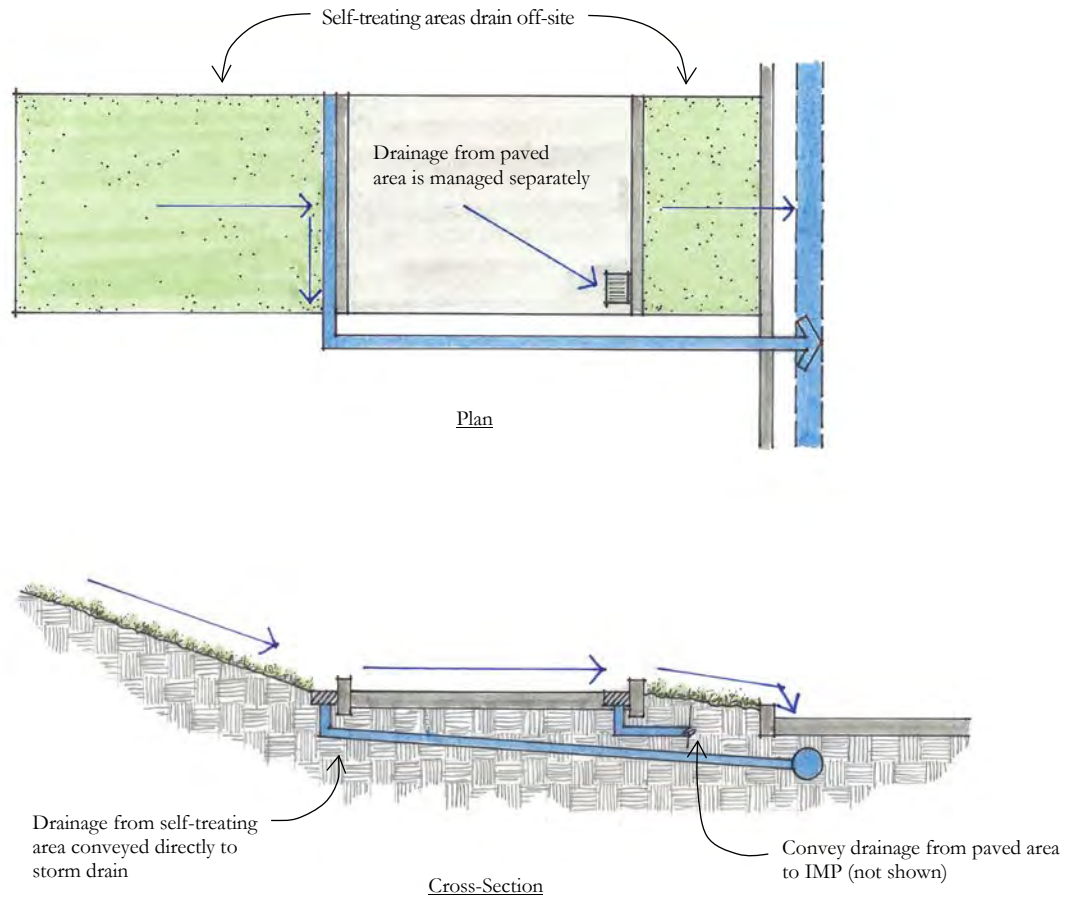 Self-treating areas drain off-site
Drainage from paved
area is managed separately
Plan
Drainage from self-treating
area conveyed directly to
storm drain
Convey drainage from paved area
to IMP (not shown)
Cross-Section